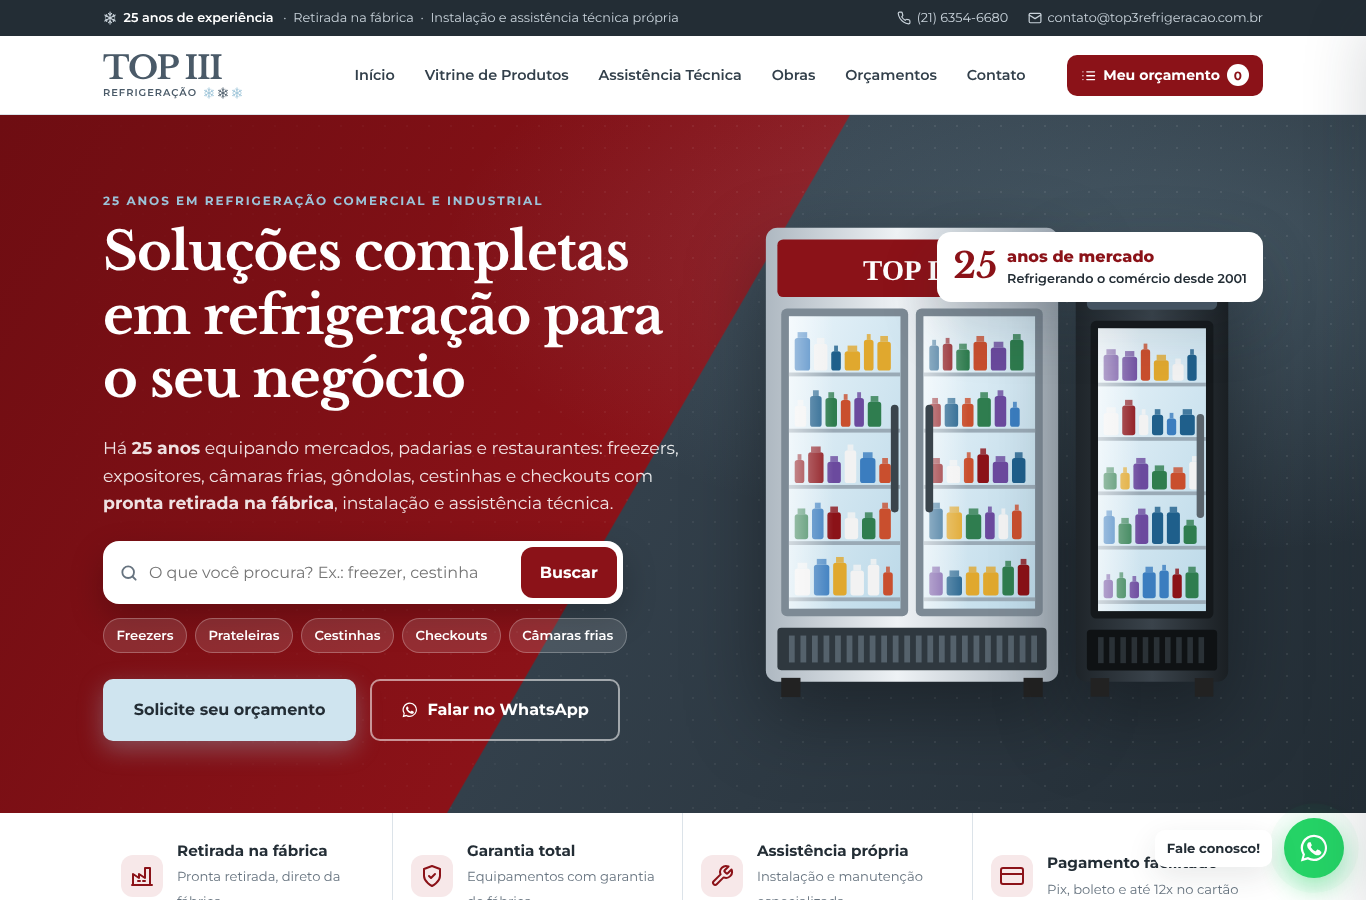 25 anos de experiência · Retirada na fábrica · Instalação e assistência técnica própria
(21) 6354-6680 contato@top3refrigeracao.com.br
TOP III
REFRIGERAÇÃO
Início Vitrine de Produtos Assistência Técnica Obras Orçamentos Contato
Meu orçamento 0
25 ANOS EM REFRIGERAÇÃO COMERCIAL E INDUSTRIAL
Soluções completas
em refrigeração para
o seu negócio
Há 25 anos equipando mercados, padarias e restaurantes: freezers,
expositores, câmaras frias, gôndolas, cestinhas e checkouts com
pronta retirada na fábrica, instalação e assistência técnica.
O que você procura? Ex.: freezer, cestinha
Buscar
Freezers Prateleiras Cestinhas Checkouts Câmaras frias
Solicite seu orçamento
Falar no WhatsApp
TOP
25 anos de mercado
Refrigerando o comércio desde 2001
Retirada na fábrica
Pronta retirada, direto da
Garantia total
Equipamentos com garantia
Assistência própria
Instalação e manutenção
Pagamento
Pix, boleto e até 12x no cartão
Fale conosco!